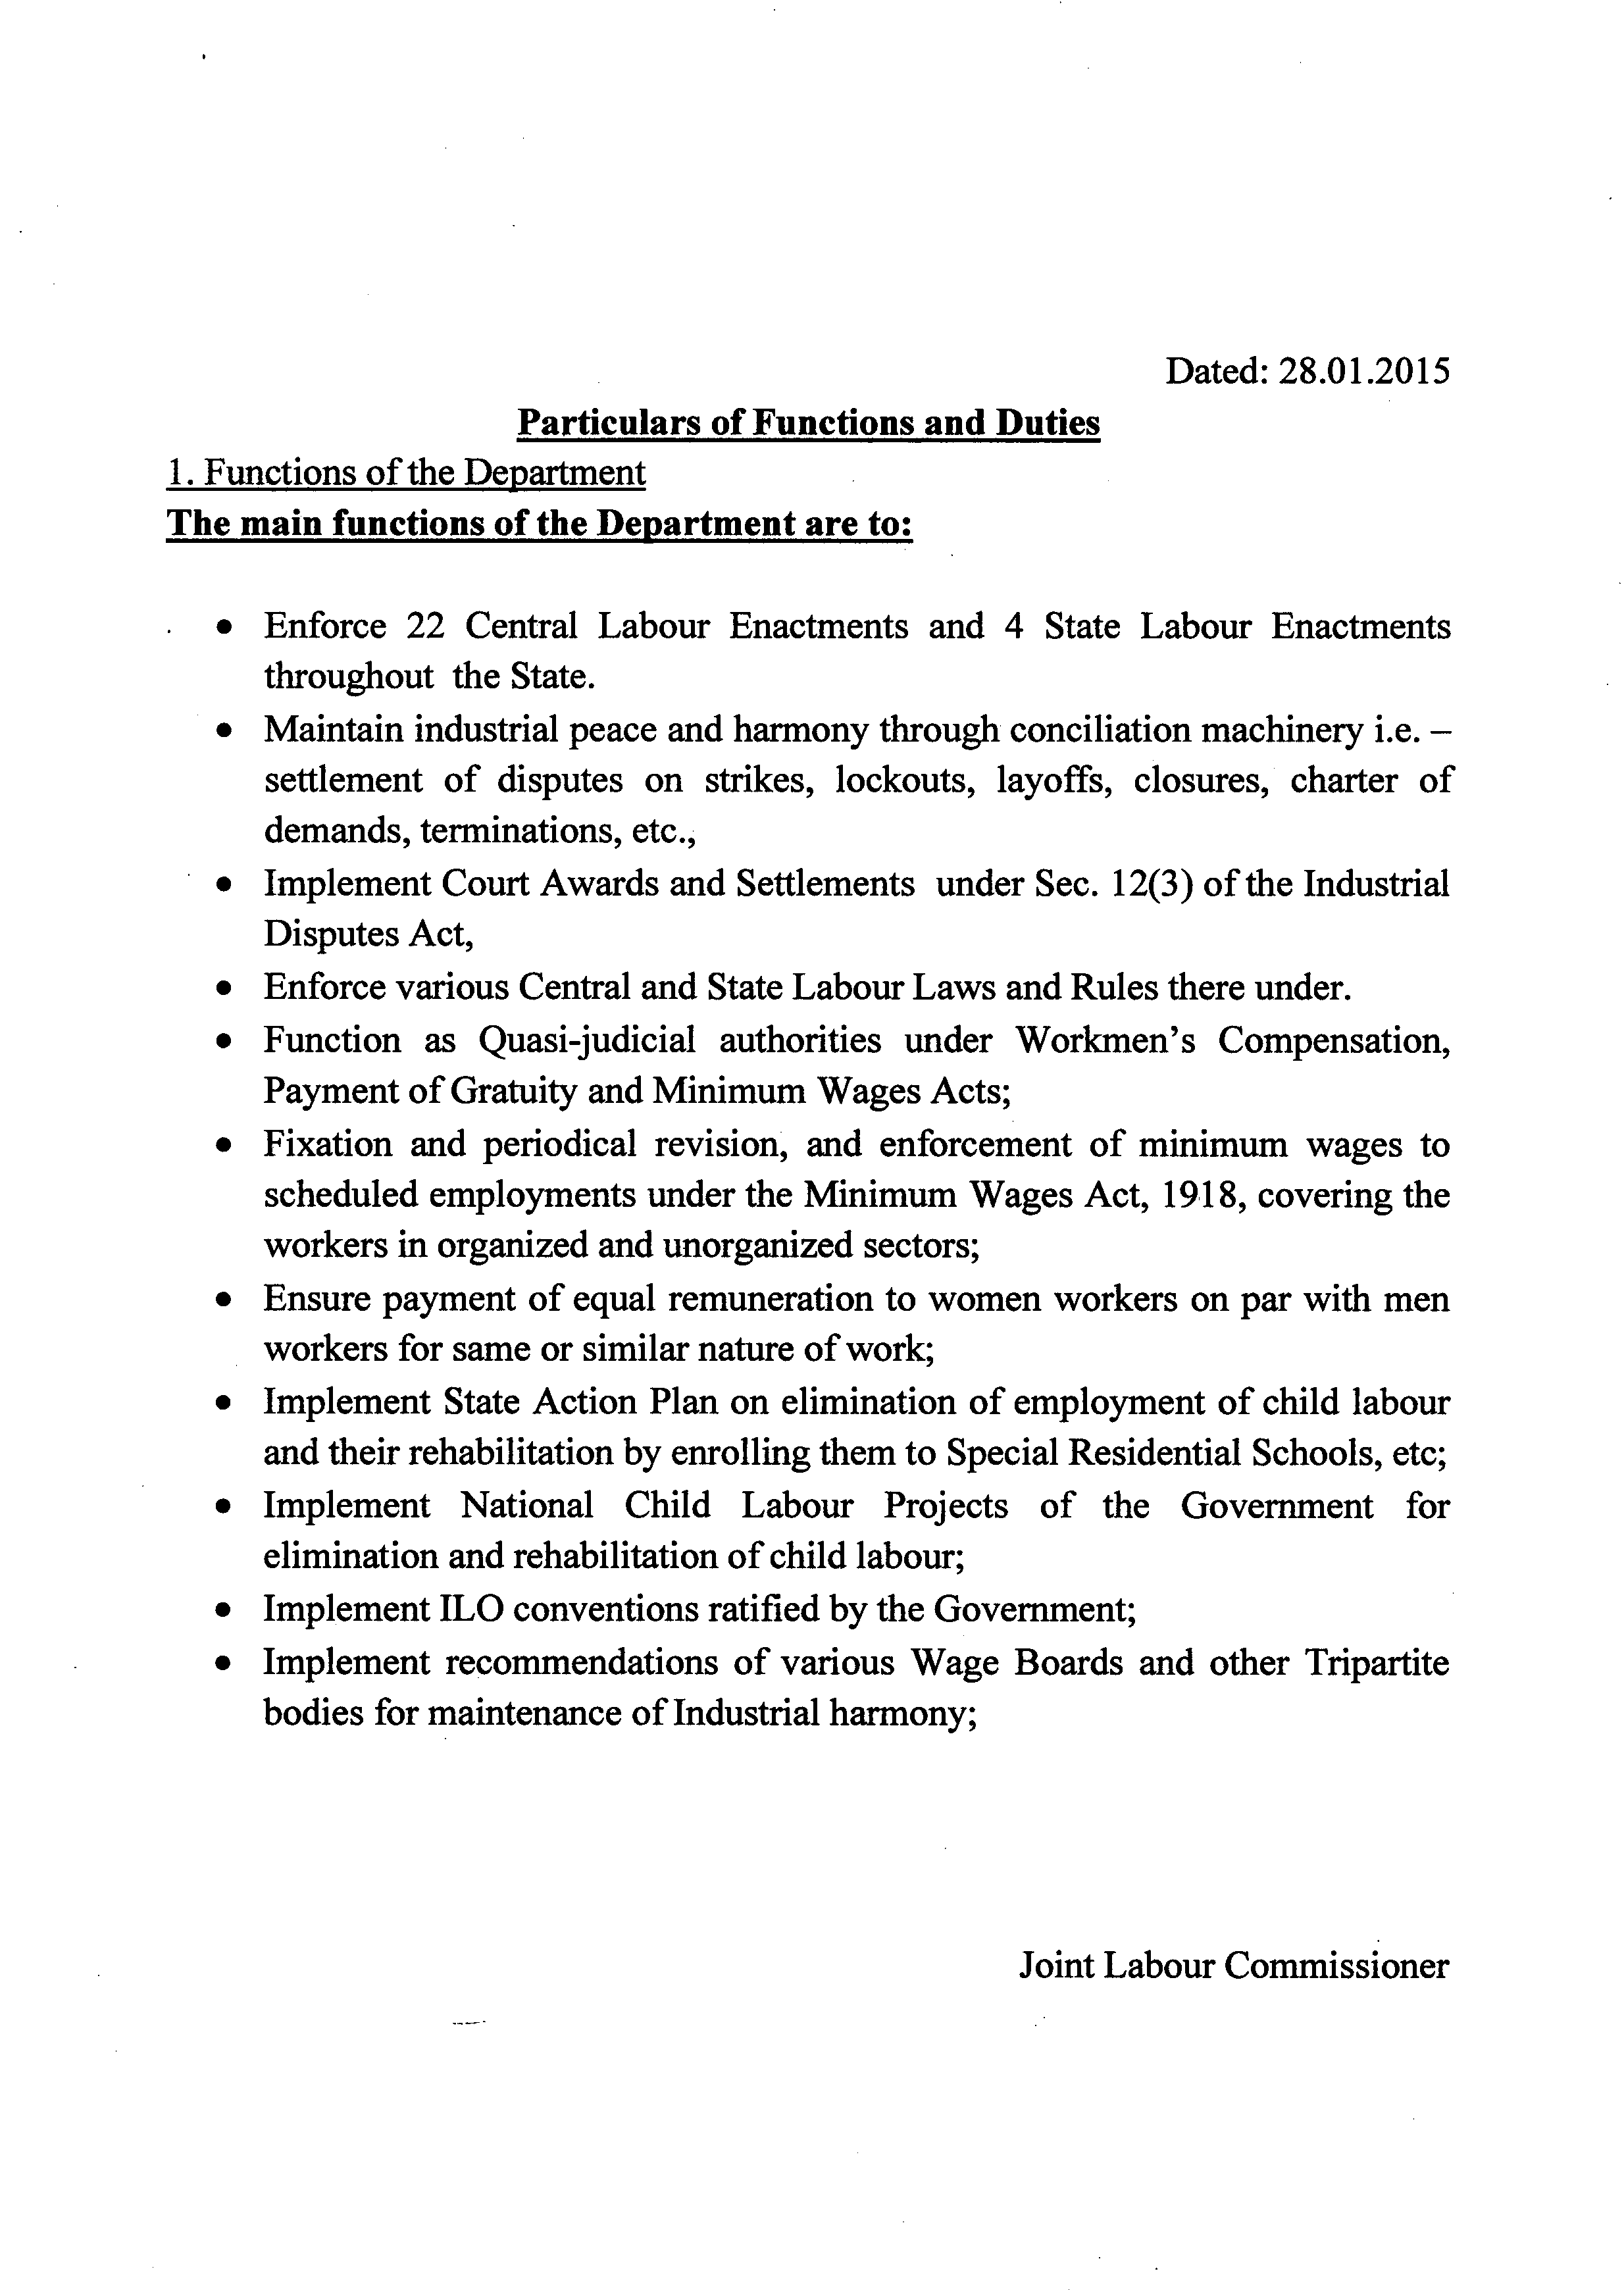 Dated: 28.01.2015
Particulars of Functions and Duties
1. Functions of the Department
The main functions of the Department are to:
• Enforce 22 Central Labour Enactments and 4 State Labour Enactments
throughout the State.
• Maintain industrial peace and harmony through conciliation machinery i.e. –
settlement of disputes on strikes, lockouts, layoffs, closures, charter of
demands, terminations, etc.,
• Implement Court Awards and Settlements under Sec. 12(3) of the Industrial
Disputes Act,
• Enforce various Central and State Labour Laws and Rules there under.
• Function as Quasi-judicial authorities under Workmen's Compensation,
Payment of Gratuity and Minimum Wages Acts;
• Fixation and periodical revision, and enforcement of minimum wages to
scheduled employments under the Minimum Wages Act, 1918, covering the
workers in organized and unorganized sectors;
• Ensure payment of equal remuneration to women workers on par with men
workers for same or similar nature of work;
• Implement State Action Plan on elimination of employment of child labour
and their rehabilitation by enrolling them to Special Residential Schools, etc;
• Implement National Child Labour Projects of the Government for
elimination and rehabilitation of child labour;
• Implement ILO conventions ratified by the Government;
• Implement recommendations of various Wage Boards and other Tripartite
bodies for maintenance of Industrial harmony;
Joint Labour Commissioner